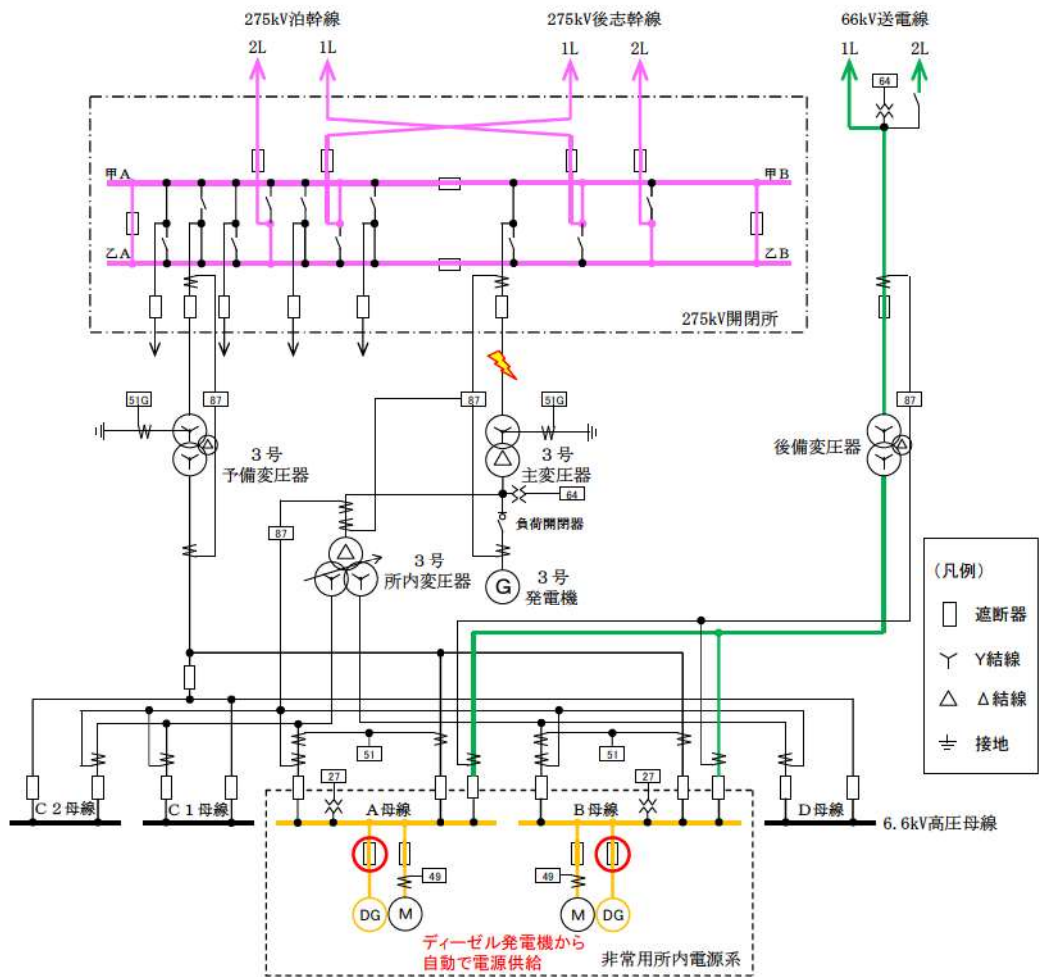 275kV泊幹線
275kV後志幹線
66kV送電線
2L
1L
1L
2L
1L
2L
64
甲A
甲B
乙A
乙B
275kV開閉所
51G
87
87
51G
87
3号
予備変圧器
3号
主変圧器
後備変圧器
64
87
負荷開閉器
3号
所内変圧器
G
3号
発電機
(凡例)
遮断器
Y結線
Δ結線
接地
51
51
27
27
C2母線
C1母線
A母線
B母線
D母線
6.6kV高圧母線
49
49
DG
M
M
DG
ディーゼル発電機から
自動で電源供給
非常用所内電源系